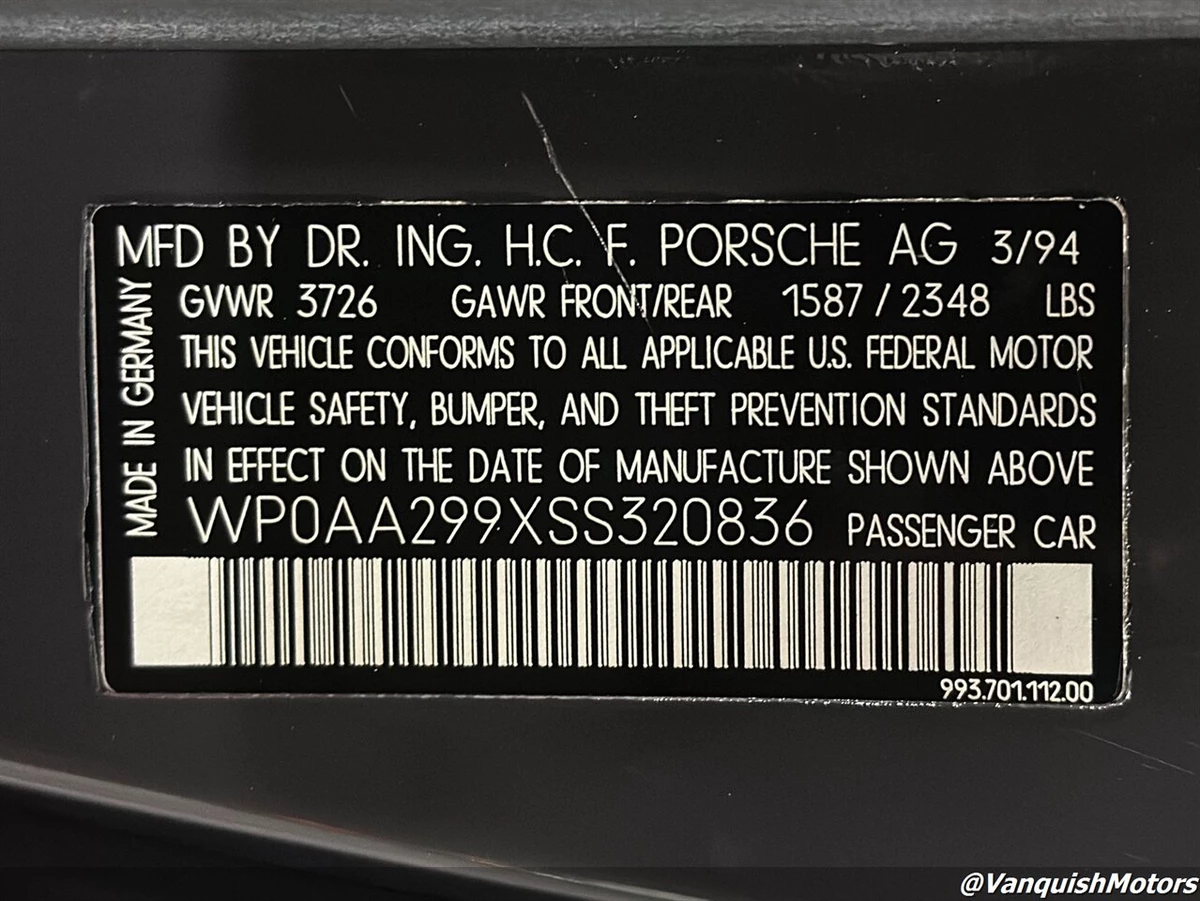 MFD BY DR. ING. H.C. F. PORSCHE AG 3/94
GVWR 3726 GAWR FRONT/REAR 1587 / 2348 LBS
THIS VEHICLE CONFORMS TO ALL APPLICABLE U.S. FEDERAL MOTOR
VEHICLE SAFETY, BUMPER, AND THEFT PREVENTION STANDARDS
IN EFFECT ON THE DATE OF MANUFACTURE SHOWN ABOVE
WP0AA299XSS320836 PASSENGER CAR
MADE IN GERMANY
993.701.112.00
@VanquishMotors